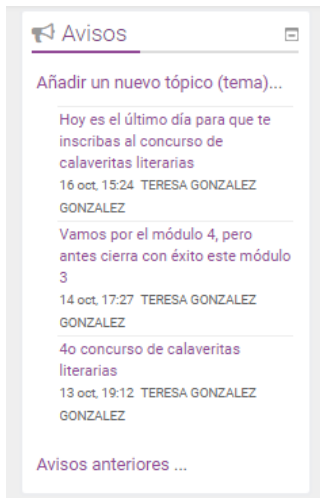 Avisos
Añadir un nuevo tópico (tema)...
Hoy es el último día para que te
inscribas al concurso de
calaveritas literarias
16 oct, 15:24 TERESA GONZALEZ
GONZALEZ
Vamos por el módulo 4, pero
antes cierra con éxito este módulo
3
14 oct, 17:27 TERESA GONZALEZ
GONZALEZ
4o concurso de calaveritas
literarias
13 oct, 19:12 TERESA GONZALEZ
GONZALEZ
Avisos anteriores ...